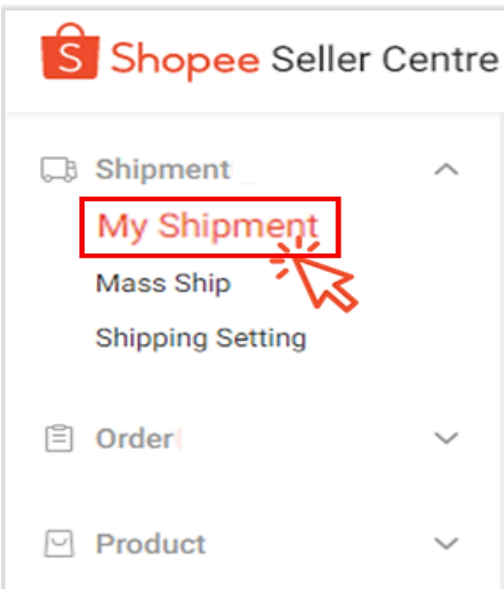 Shopee Seller Centre
Shipment
My Shipment
Mass Ship
Shipping Setting
Order
Product